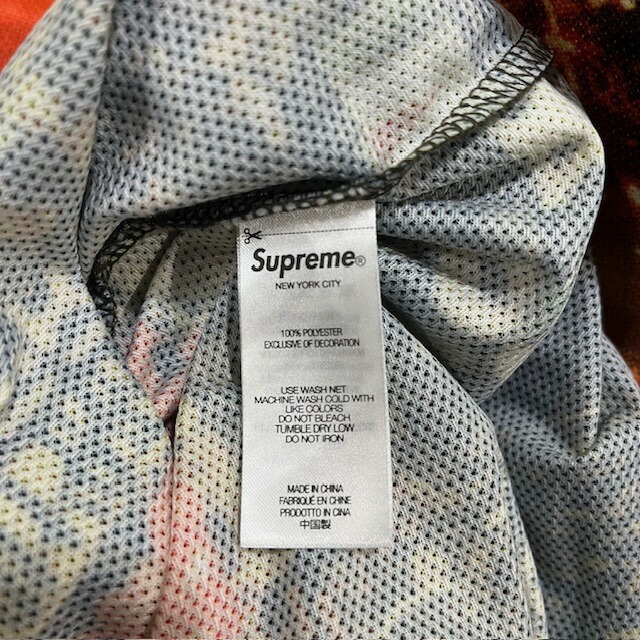 Supreme®
NEW YORK CITY
100% POLYESTER
EXCLUSIVE OF DECORATION
USE WASH NET
MACHINE WASH COLD WITH
LIKE COLORS
DO NOT BLEACH
TUMBLE DRY LOW
DO NOT IRON
MADE IN CHINA
FABRIQUÉ EN CHINE
PRODOTTO IN CINA
中国製